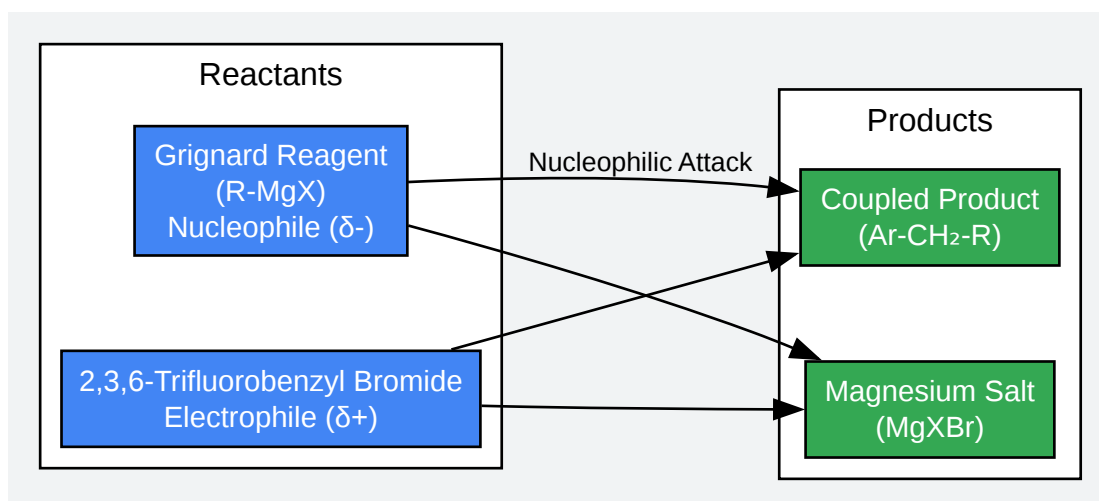 Reactants
Grignard Reagent
(R-MgX)
Nucleophile (δ-)
2,3,6-Trifluorobenzyl Bromide
Electrophile (δ+)
Nucleophilic Attack
Products
Coupled Product
(Ar-CH₂-R)
Magnesium Salt
(MgXBr)